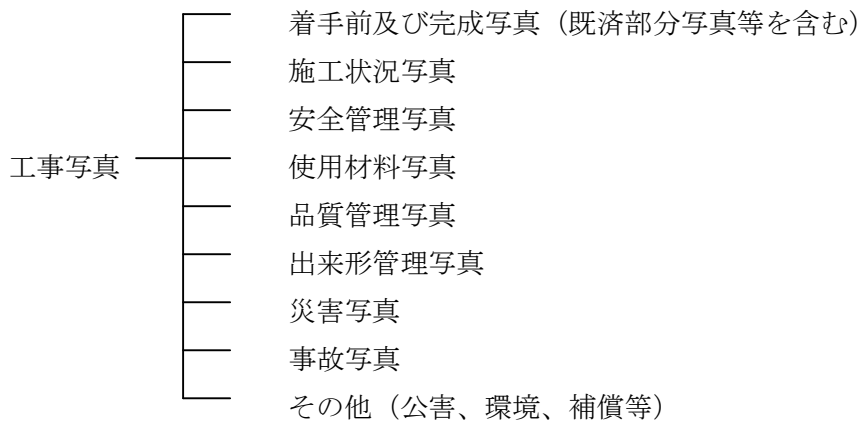 着手前及び完成写真（既済部分写真等を含む）
施工状況写真
安全管理写真
工事写真 使用材料写真
品質管理写真
出来形管理写真
災害写真
事故写真
その他（公害、環境、補償等）